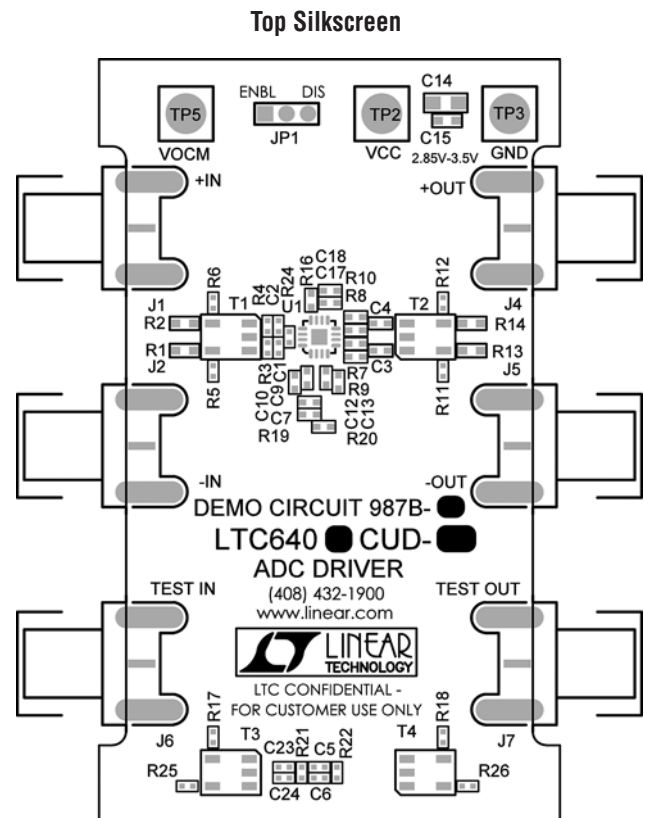 Top Silkscreen
ENBL DIS
C14
TP5
TP2
TP3
JP1
C15
VOCM
VCC
2.85V-3.5V
GND
+IN
+OUT
C18
C17
R16
R10
R8
R6
R4
C2
R24
R12
J1
T1
U1
C4
T2
J4
R2
R14
R1
R13
J2
R3
C1
C3
J5
R5
R7
R9
R11
C10
C9
C7
C12
C13
R19
R20
-IN
-OUT
DEMO CIRCUIT 987B-
LTC640 CUD-
ADC DRIVER
TEST IN
(408) 432-1900
TEST OUT
www.linear.com
LT LINEAR
TECHNOLOGY
LTC CONFIDENTIAL -
FOR CUSTOMER USE ONLY
R17
R18
J6
T3
T4
J7
C23
R21
C5
R22
R25
R26
C24
C6